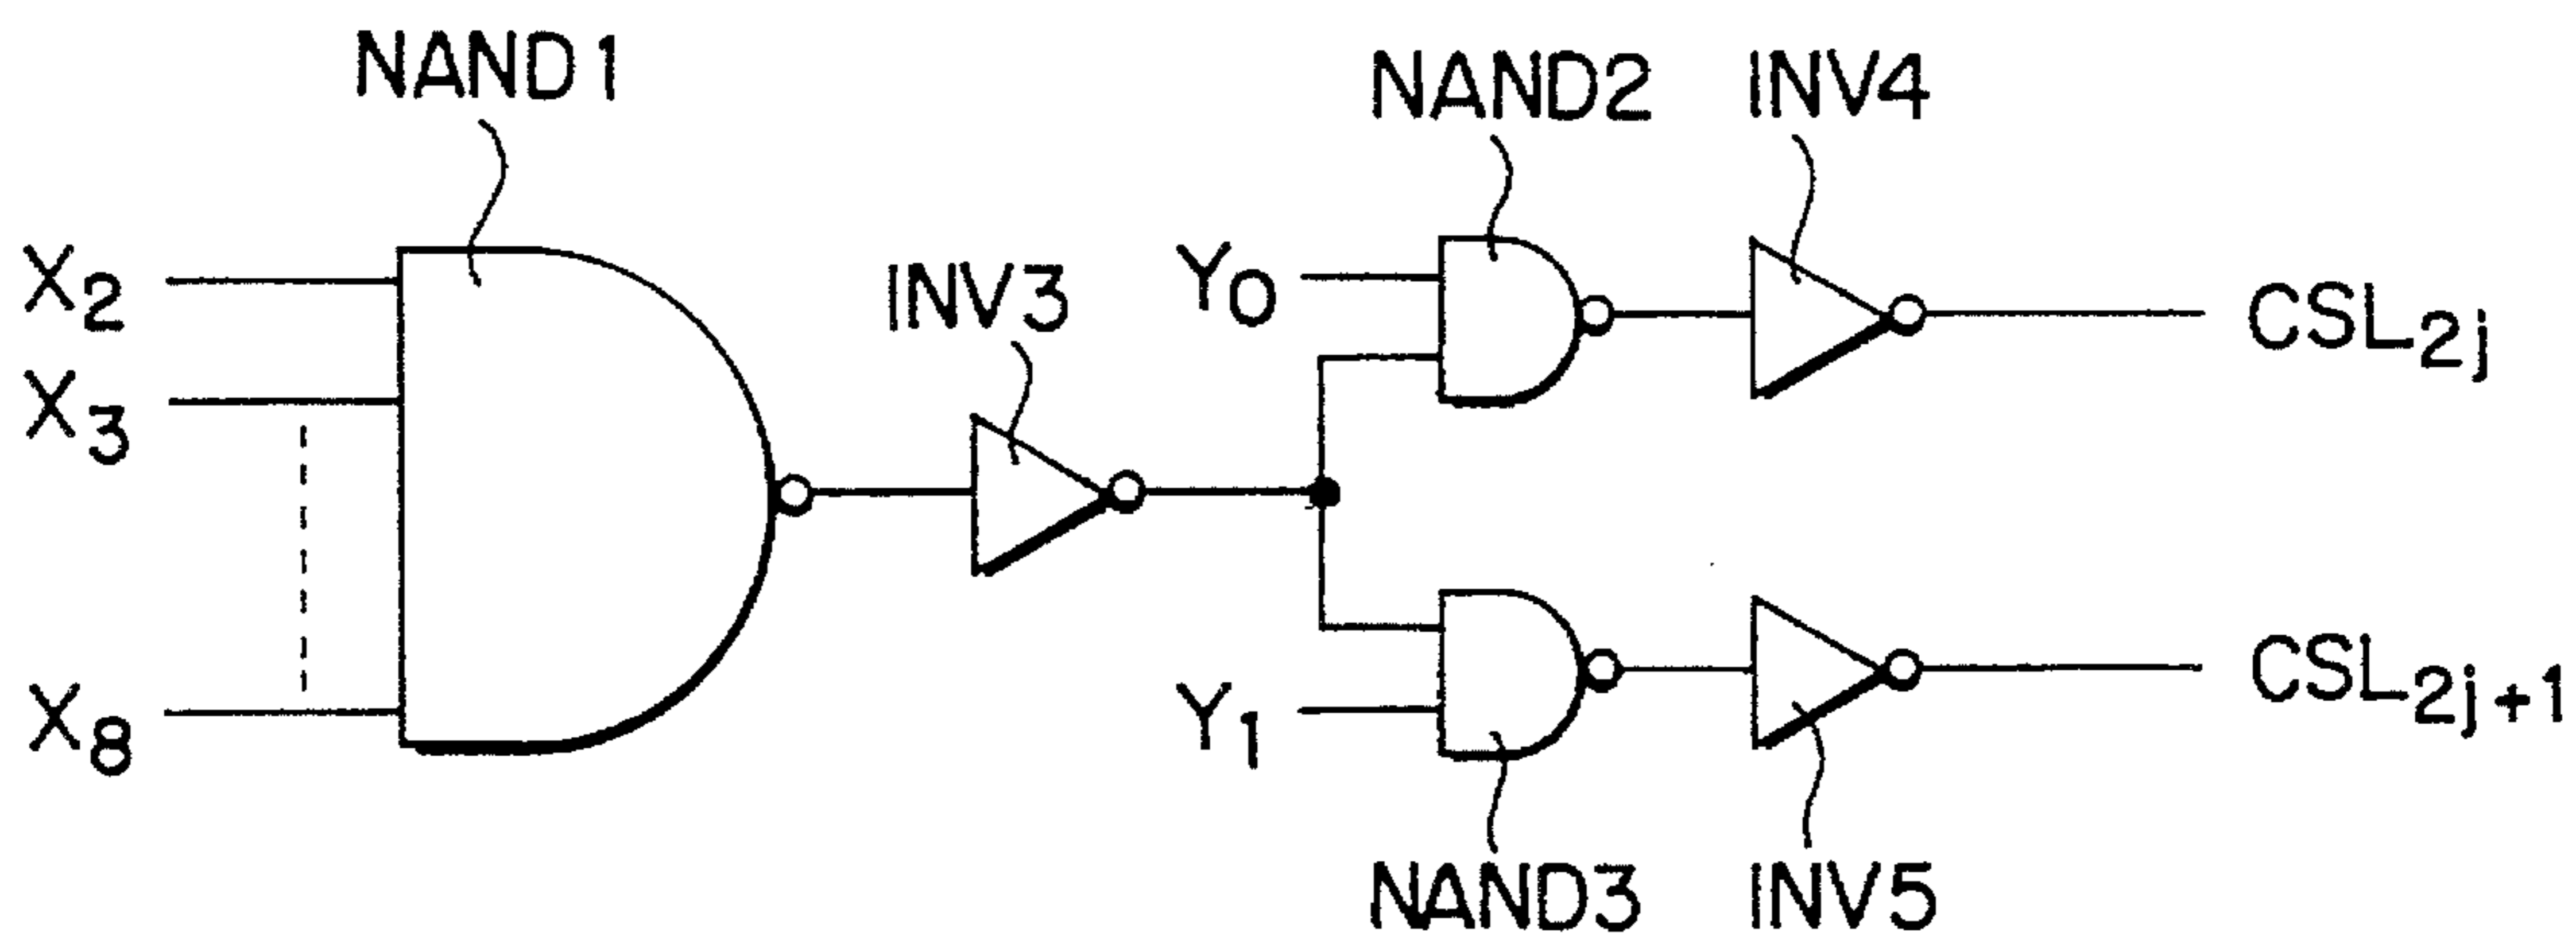 NAND1
NAND2
INV4
X2
X3
X8
INV3
Y0
CSL2j
Y1
CSL2j+1
NAND3
INV5